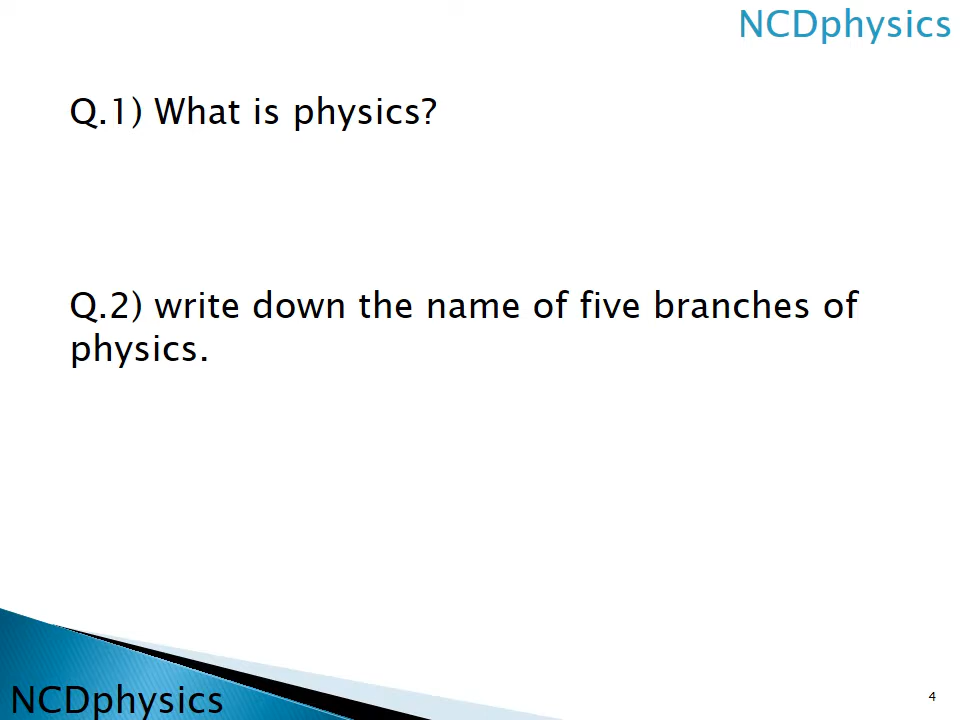 NCDphysics
Q.1) What is physics?
Q.2) write down the name of five branches of
physics.
NCDphysics
4